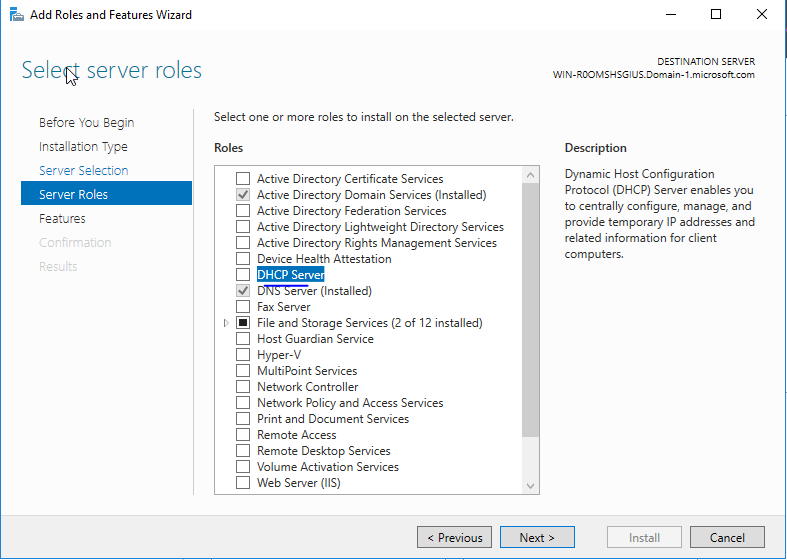 Add Roles and Features Wizard
Select server roles
DESTINATION SERVER
WIN-R0OMSHSGIUS.Domain-1.microsoft.com
Before You Begin
Installation Type
Server Selection
Server Roles
Features
Confirmation
Results
Select one or more roles to install on the selected server.
Roles
Active Directory Certificate Services
Active Directory Domain Services (Installed)
Active Directory Federation Services
Active Directory Lightweight Directory Services
Active Directory Rights Management Services
Device Health Attestation
DHCP Server
DNS Server (Installed)
Fax Server
File and Storage Services (2 of 12 installed)
Host Guardian Service
Hyper-V
MultiPoint Services
Network Controller
Network Policy and Access Services
Print and Document Services
Remote Access
Remote Desktop Services
Volume Activation Services
Web Server (IIS)
Description
Dynamic Host Configuration
Protocol (DHCP) Server enables you
to centrally configure, manage, and
provide temporary IP addresses and
related information for client
computers.
< Previous
Next >
Install
Cancel